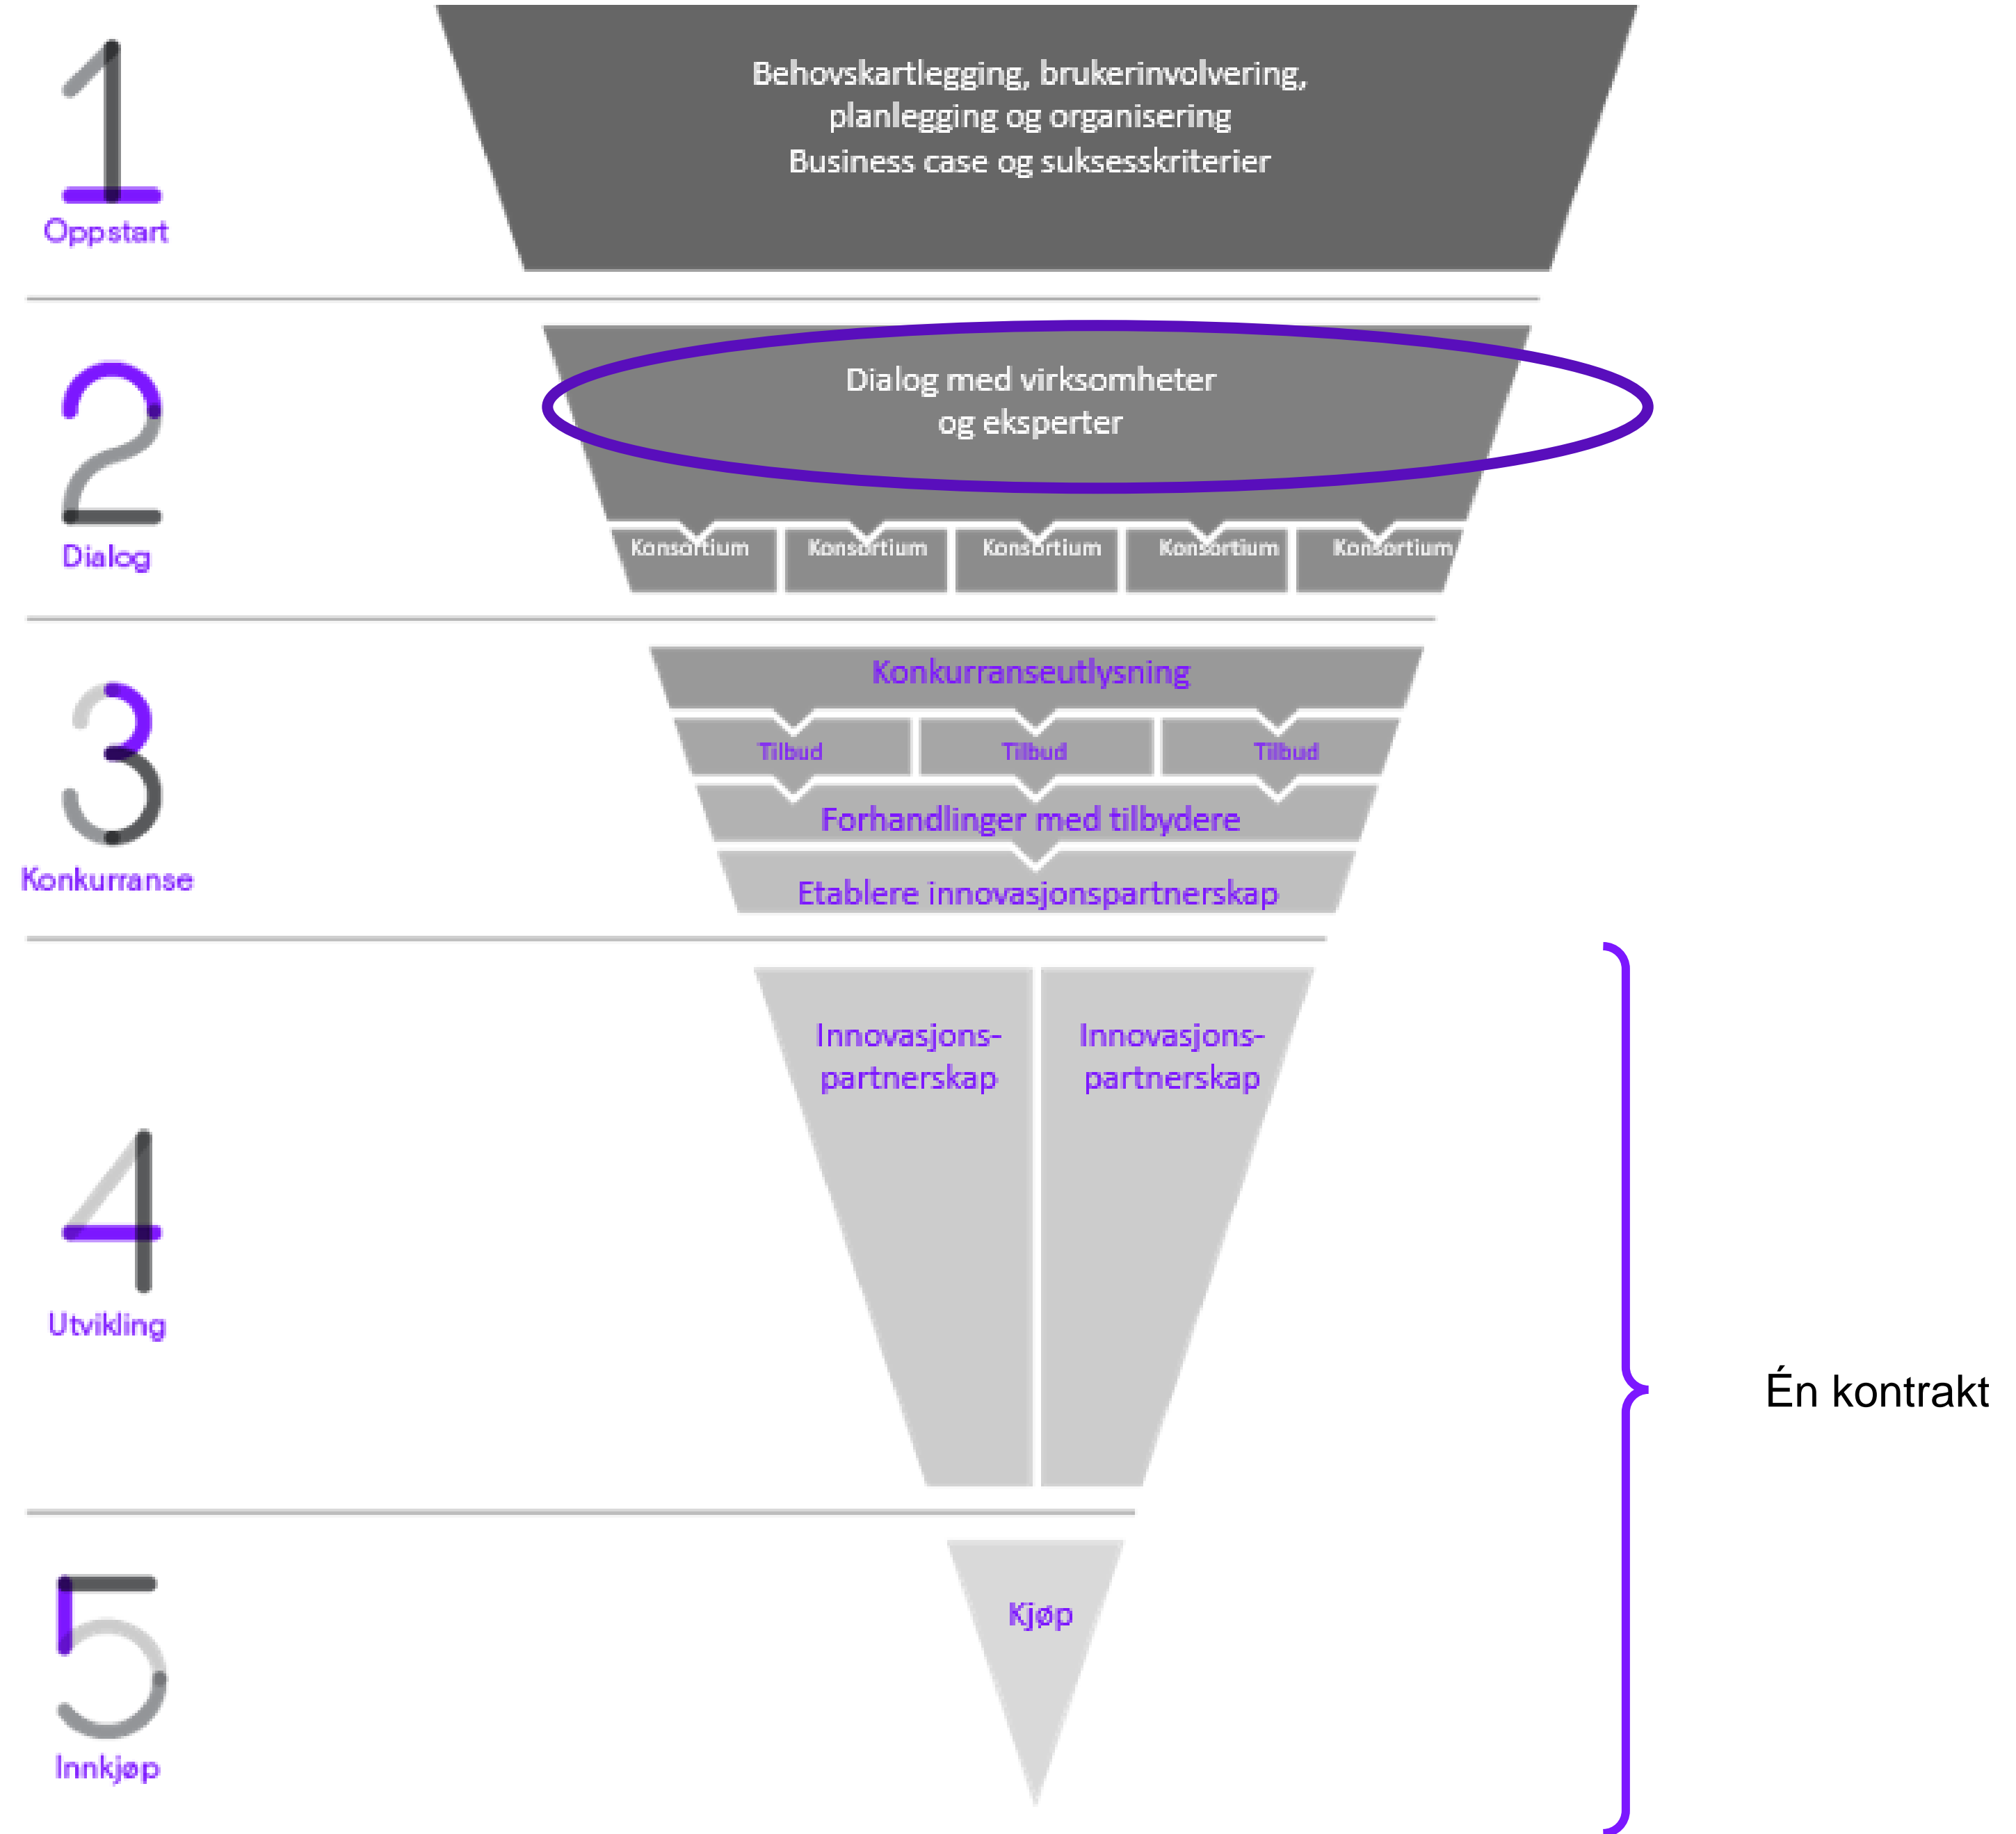 1
Oppstart
Behovskartlegging, brukerinvolvering,
planlegging og organisering
Business case og suksesskriterier
2
Dialog
Dialog med virksomheter
og eksperter
Konsortium
Konsortium
Konsortium
Konsortium
Konsortium
3
Konkurranse
Konkurranseutlysning
Tilbud
Tilbud
Tilbud
Forhandlinger med tilbydere
Etablere innovasjonspartnerskap
4
Utvikling
Innovasjons-
partnerskap
Innovasjons-
partnerskap
Én kontrakt
5
Innkjøp
Kjøp